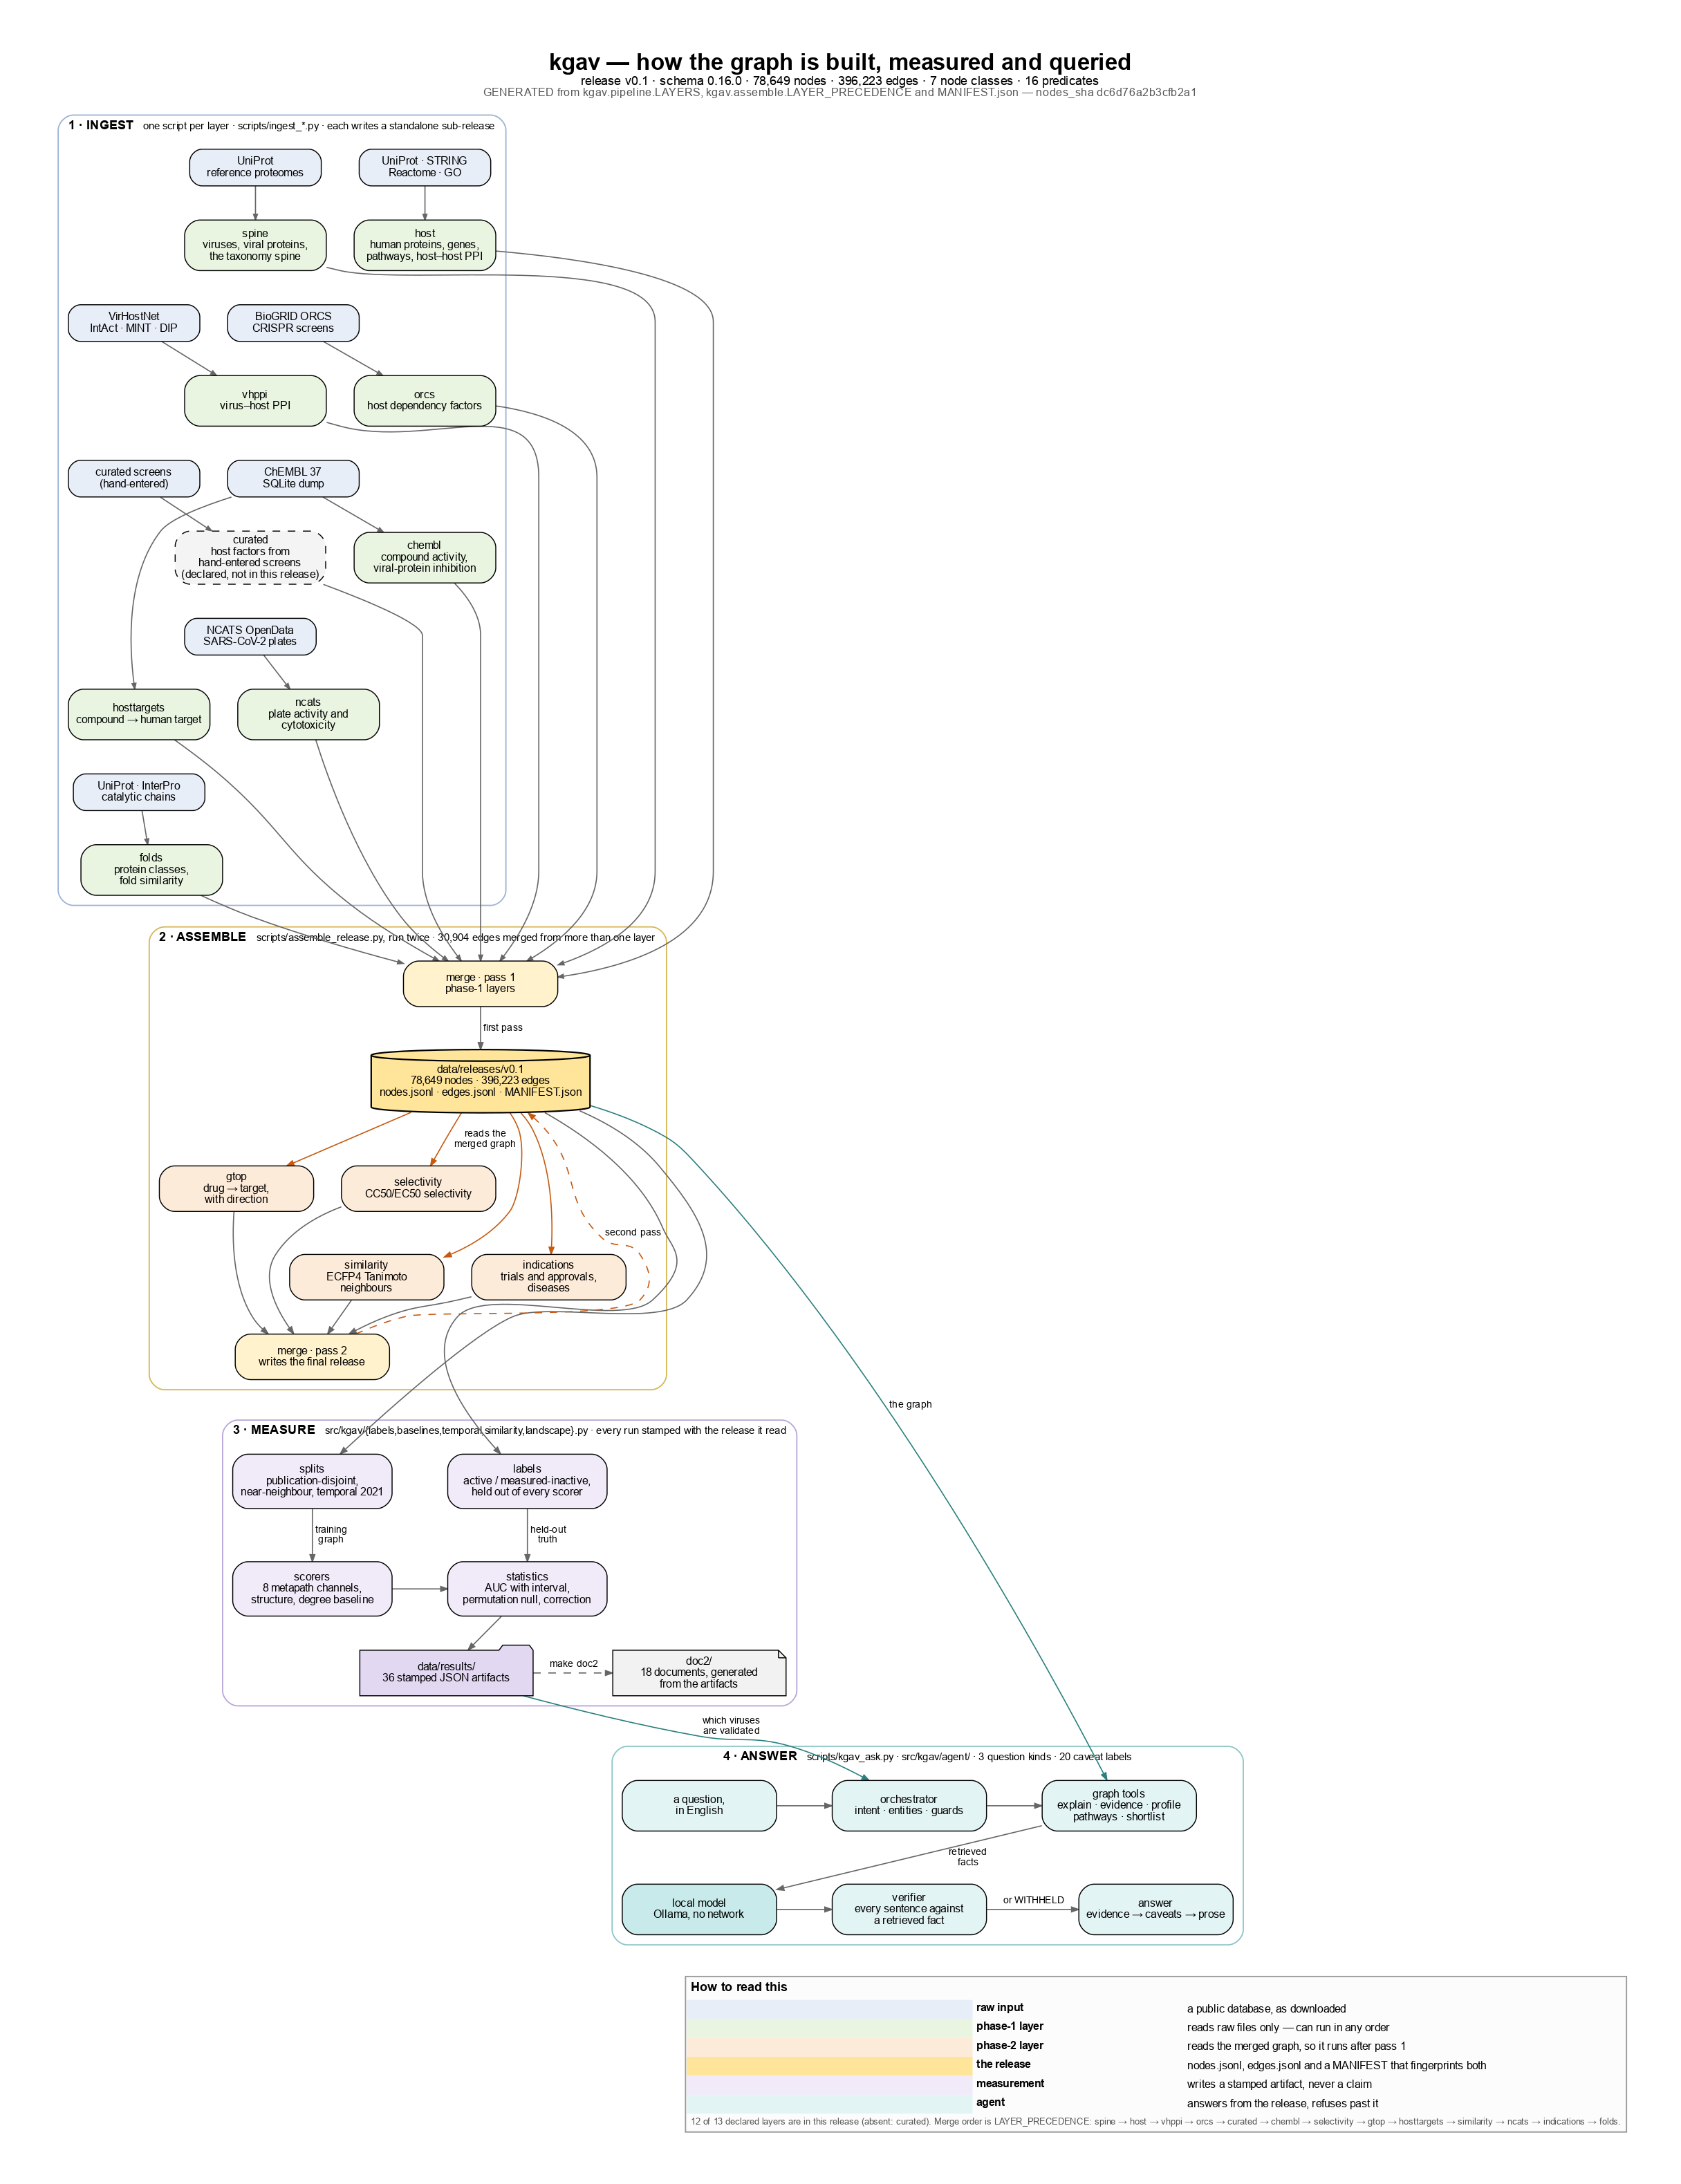 kgav — how the graph is built, measured and queried
release v0.1 · schema 0.16.0 · 78,649 nodes · 396,223 edges · 7 node classes · 16 predicates
GENERATED from kgav.pipeline.LAYERS, kgav.assemble.LAYER_PRECEDENCE and MANIFEST.json — nodes_sha dc6d76a2b3cfb2a1
1 · INGEST one script per layer · scripts/ingest_*.py · each writes a standalone sub-release
UniProt
reference proteomes
UniProt · STRING
Reactome · GO
spine
viruses, viral proteins,
the taxonomy spine
host
human proteins, genes,
pathways, host–host PPI
VirHostNet
IntAct · MINT · DIP
BioGRID ORCS
CRISPR screens
vhppi
virus–host PPI
orcs
host dependency factors
curated screens
(hand-entered)
ChEMBL 37
SQLite dump
curated
host factors from
hand-entered screens
(declared, not in this release)
chembl
compound activity,
viral-protein inhibition
NCATS OpenData
SARS-CoV-2 plates
hosttargets
compound → human target
ncats
plate activity and
cytotoxicity
UniProt · InterPro
catalytic chains
folds
protein classes,
fold similarity
2 · ASSEMBLE scripts/assemble_release.py, run twice · 30,904 edges merged from more than one layer
merge · pass 1
phase-1 layers
first pass
data/releases/v0.1
78,649 nodes · 396,223 edges
nodes.jsonl · edges.jsonl · MANIFEST.json
reads the
merged graph
gtop
drug → target,
with direction
selectivity
CC50/EC50 selectivity
second pass
similarity
ECFP4 Tanimoto
neighbours
indications
trials and approvals,
diseases
merge · pass 2
writes the final release
the graph
3 · MEASURE src/kgav/{labels,baselines,temporal,similarity,landscape}.py · every run stamped with the release it read
splits
publication-disjoint,
near-neighbour, temporal 2021
labels
active / measured-inactive,
held out of every scorer
training
graph
held-out
truth
scorers
8 metapath channels,
structure, degree baseline
statistics
AUC with interval,
permutation null, correction
data/results/
36 stamped JSON artifacts
make doc2
doc2/
18 documents, generated
from the artifacts
which viruses
are validated
4 · ANSWER scripts/kgav_ask.py · src/kgav/agent/ · 3 question kinds · 20 caveat labels
a question,
in English
orchestrator
intent · entities · guards
graph tools
explain · evidence · profile
pathways · shortlist
retrieved
facts
local model
Ollama, no network
verifier
every sentence against
a retrieved fact
or WITHHELD
answer
evidence → caveats → prose
How to read this
raw input a public database, as downloaded
phase-1 layer reads raw files only — can run in any order
phase-2 layer reads the merged graph, so it runs after pass 1
the release nodes.jsonl, edges.jsonl and a MANIFEST that fingerprints both
measurement writes a stamped artifact, never a claim
agent answers from the release, refuses past it
12 of 13 declared layers are in this release (absent: curated). Merge order is LAYER_PRECEDENCE: spine → host → vhppi → orcs → curated → chembl → selectivity → gtop → hosttargets → similarity → ncats → indications → folds.